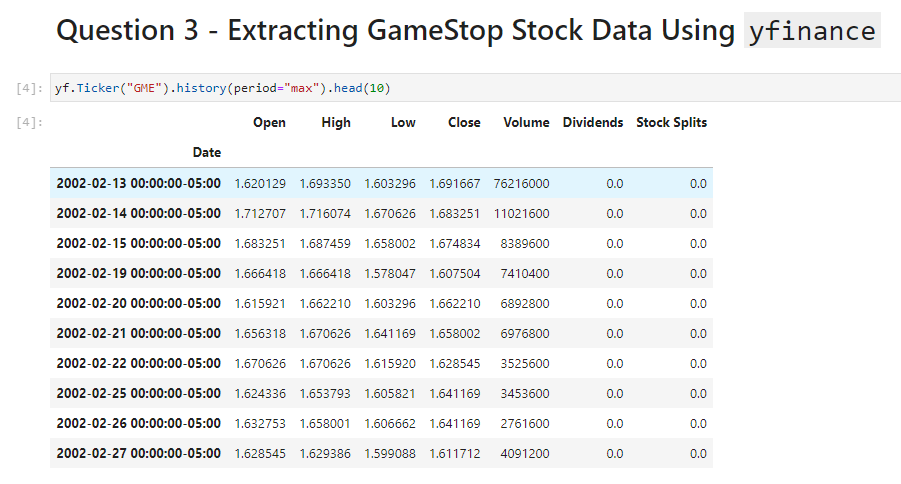 Question 3 - Extracting GameStop Stock Data Using yfinance
[4]: yf.Ticker("GME").history(period="max").head(10)
[4]: Open High Low Close Volume Dividends Stock Splits
Date
2002-02-13 00:00:00-05:00 1.620129 1.693350 1.603296 1.691667 76216000 0.0 0.0
2002-02-14 00:00:00-05:00 1.712707 1.716074 1.670626 1.683251 11021600 0.0 0.0
2002-02-15 00:00:00-05:00 1.683251 1.687459 1.658002 1.674834 8389600 0.0 0.0
2002-02-19 00:00:00-05:00 1.666418 1.666418 1.578047 1.607504 7410400 0.0 0.0
2002-02-20 00:00:00-05:00 1.615921 1.662210 1.603296 1.662210 6892800 0.0 0.0
2002-02-21 00:00:00-05:00 1.656318 1.670626 1.641169 1.658002 6976800 0.0 0.0
2002-02-22 00:00:00-05:00 1.670626 1.670626 1.615920 1.628545 3525600 0.0 0.0
2002-02-25 00:00:00-05:00 1.624336 1.653793 1.605821 1.641169 3453600 0.0 0.0
2002-02-26 00:00:00-05:00 1.632753 1.658001 1.606662 1.641169 2761600 0.0 0.0
2002-02-27 00:00:00-05:00 1.628545 1.629386 1.599088 1.611712 4091200 0.0 0.0